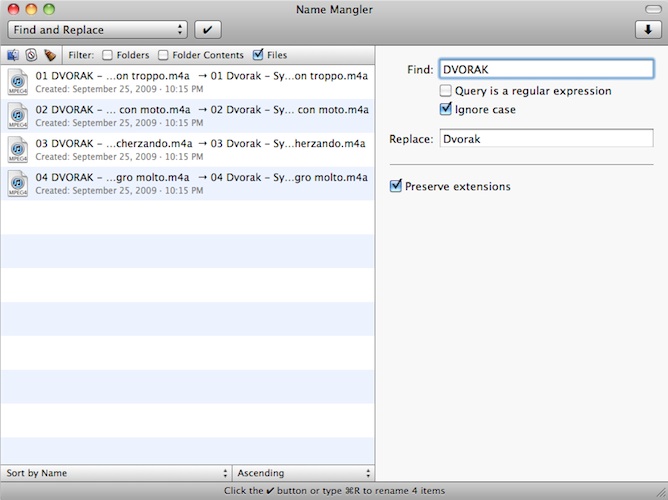 Name Mangler
Find and Replace
Filter: Folders Folder Contents Files
01 DVORAK – ...on troppo.m4a → 01 Dvorak – Sy...on troppo.m4a
Created: September 25, 2009 · 10:15 PM
02 DVORAK – ... con moto.m4a → 02 Dvorak – Sy... con moto.m4a
Created: September 25, 2009 · 10:15 PM
03 DVORAK – ...cherzando.m4a → 03 Dvorak – Sy...herzando.m4a
Created: September 25, 2009 · 10:15 PM
04 DVORAK – ...gro molto.m4a → 04 Dvorak – Sy...gro molto.m4a
Created: September 25, 2009 · 10:15 PM
MPEG4
MPEG4
MPEG4
MPEG4
Find: DVORAK
Query is a regular expression
Ignore case
Replace: Dvorak
Preserve extensions
Sort by Name
Ascending
Click the ✔ button or type ⌘R to rename 4 items